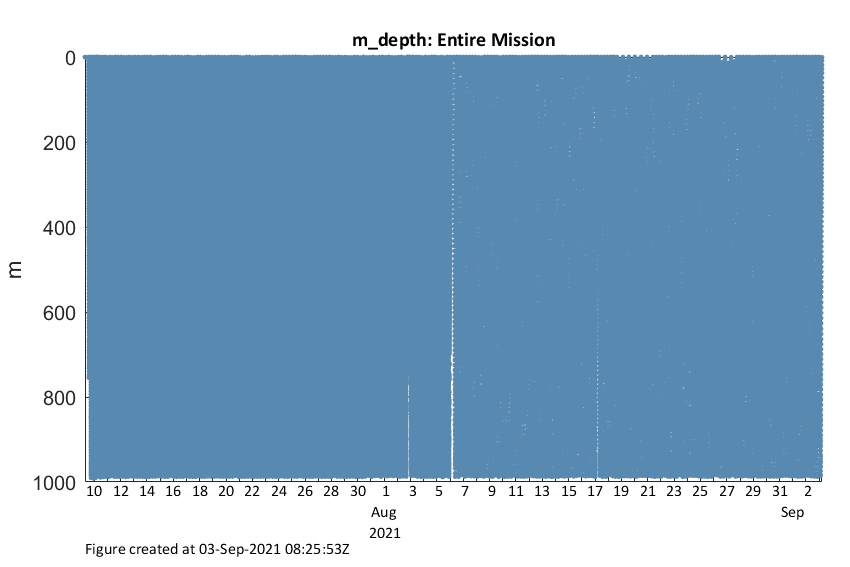 m_depth: Entire Mission
0
200
400
600
800
1000
m
10 12 14 16 18 20 22 24 26 28 30 1 3 5 7 9 11 13 15 17 19 21 23 25 27 29 31 2
Aug Sep
2021
Figure created at 03-Sep-2021 08:25:53Z